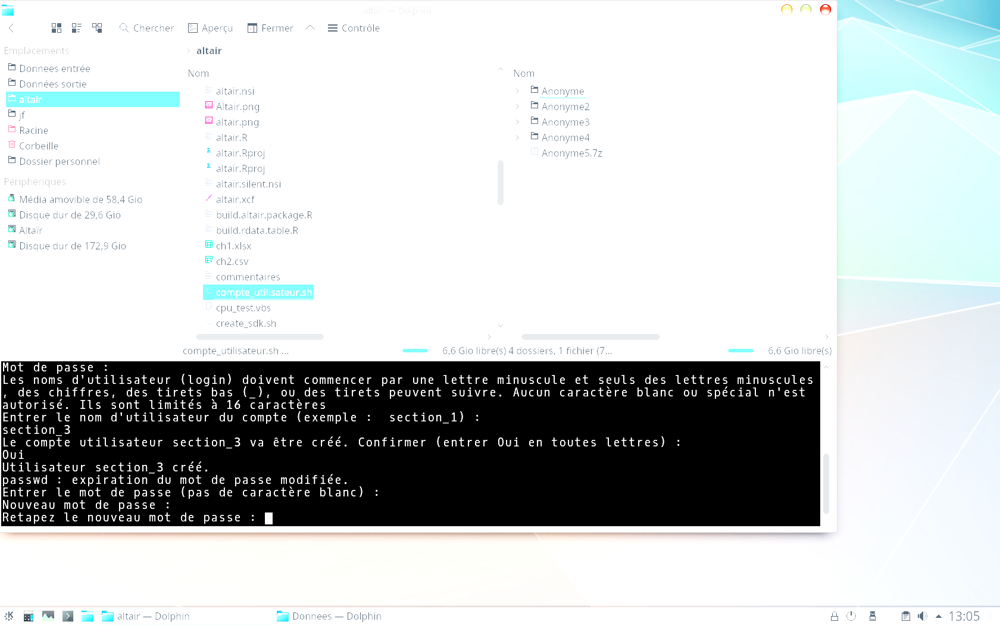 altair — Dolphin
Chercher
Aperçu
Fermer
Contrôle
Emplacements
Donnees entrée
Données sortie
altair
jf
Racine
Corbeille
Dossier personnel
Périphériques
Média amovible de 58,4 Gio
Disque dur de 29,6 Gio
Altaïr
Disque dur de 172,9 Gio
altair
Nom
altaïr.nsi
Altair.png
altair.png
altair.R
altair.Rproj
altaïr.Rproj
altaïr.silent.nsi
altair.xcf
build.altair.package.R
build.rdata.table.R
ch1.xlsx
ch2.csv
commentaires
compte_utilisateur.sh
cpu_test.vbs
create_sdk.sh
compte_utilisateur.sh ...
6,6 Gio libre(s)
Nom
Anonyme
Anonyme2
Anonyme3
Anonyme4
Anonyme5.7z
4 dossiers, 1 fichier (7...
6,6 Gio libre(s)
Mot de passe :
Les noms d'utilisateur (login) doivent commencer par une lettre minuscule et seuls des lettres minuscules
, des chiffres, des tirets bas (_), ou des tirets peuvent suivre. Aucun caractère blanc ou spécial n'est
autorisé. Ils sont limités à 16 caractères
Entrer le nom d'utilisateur du compte (exemple :  section_1) :
section_3
Le compte utilisateur section_3 va être créé. Confirmer (entrer Oui en toutes lettres) :
Oui
Utilisateur section_3 créé.
passwd : expiration du mot de passe modifiée.
Entrer le mot de passe (pas de caractère blanc) :
Nouveau mot de passe :
Retapez le nouveau mot de passe :
altair — Dolphin
Donnees — Dolphin
13:05